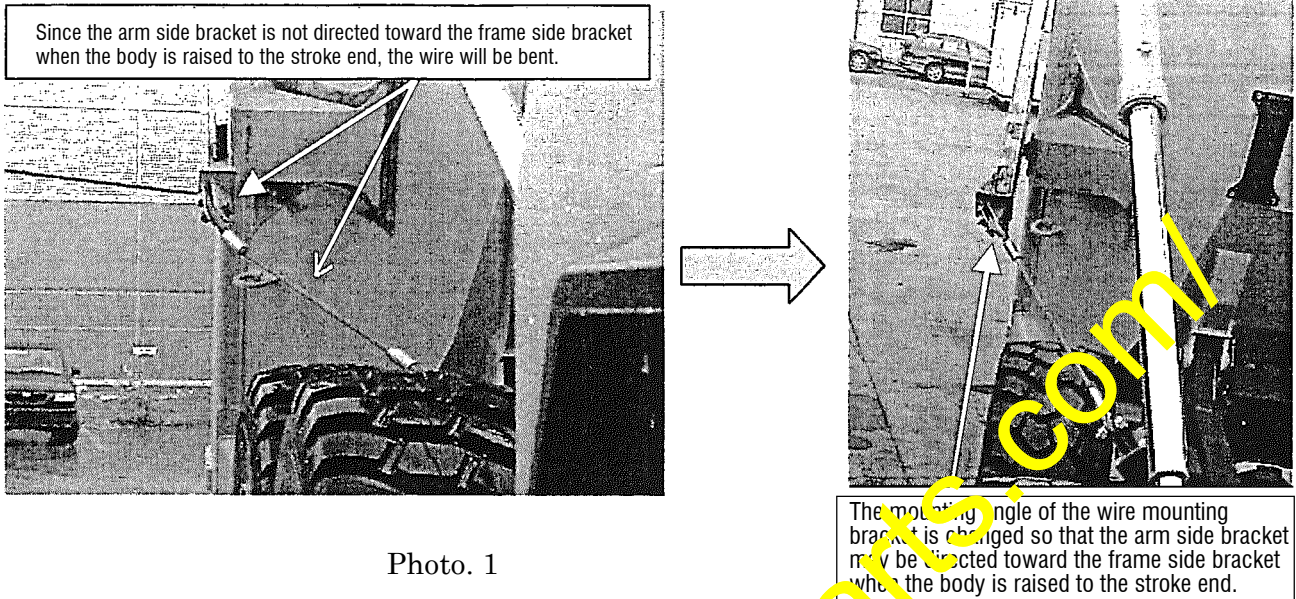 Since the arm side bracket is not directed toward the frame side bracket
when the body is raised to the stroke end, the wire will be bent.
Photo. 1
The mounting angle of the wire mounting
bracket is changed so that the arm side bracket
may be directed toward the frame side bracket
when the body is raised to the stroke end.
rts.com/